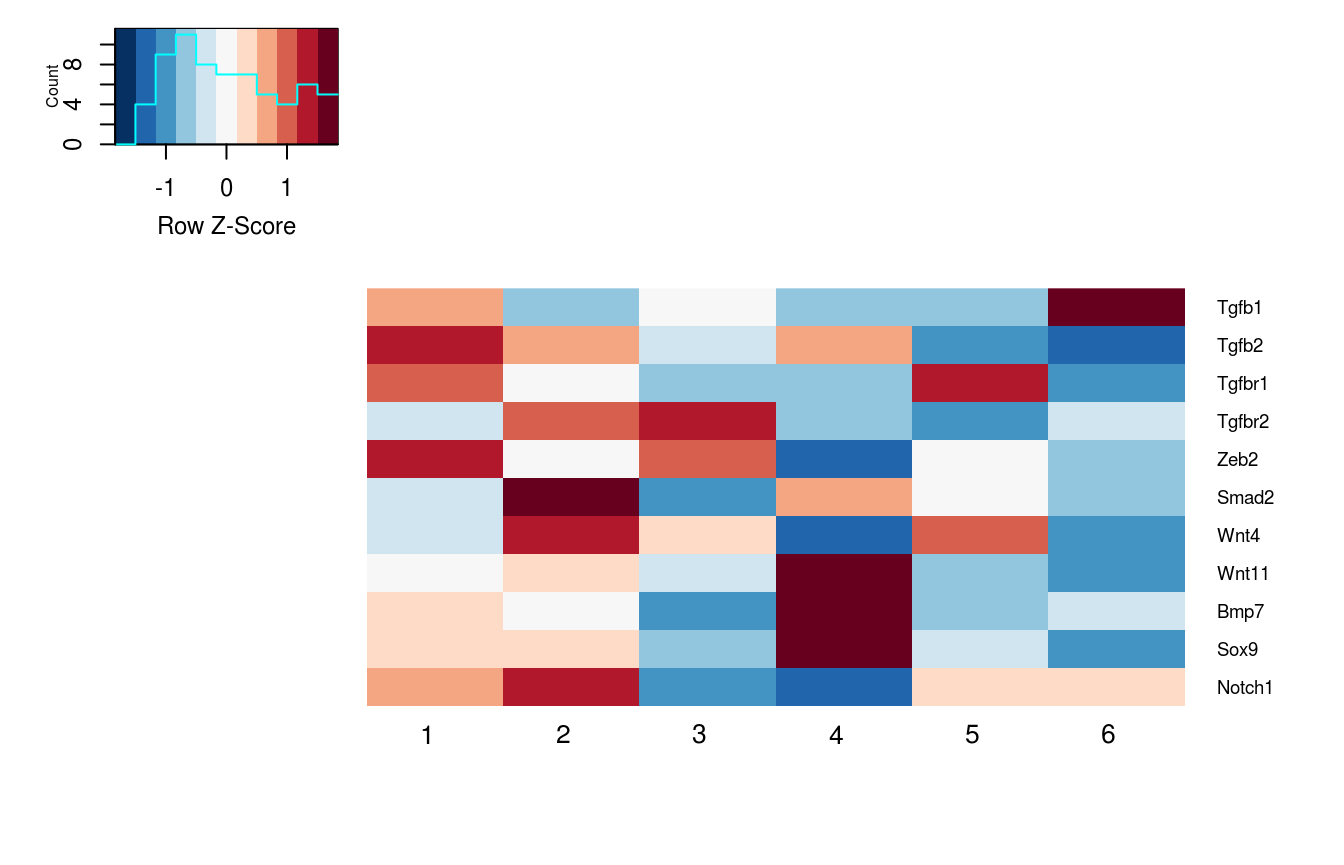 Count
0 4 8
-1 0 1
Row Z-Score
Tgfb1
Tgfb2
Tgfbr1
Tgfbr2
Zeb2
Smad2
Wnt4
Wnt11
Bmp7
Sox9
Notch1
1 2 3 4 5 6